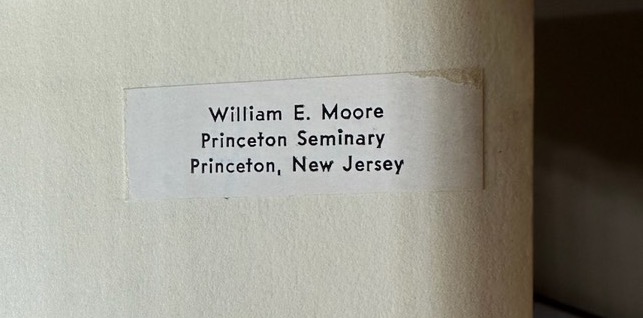 William E. Moore
Princeton Seminary
Princeton, New Jersey